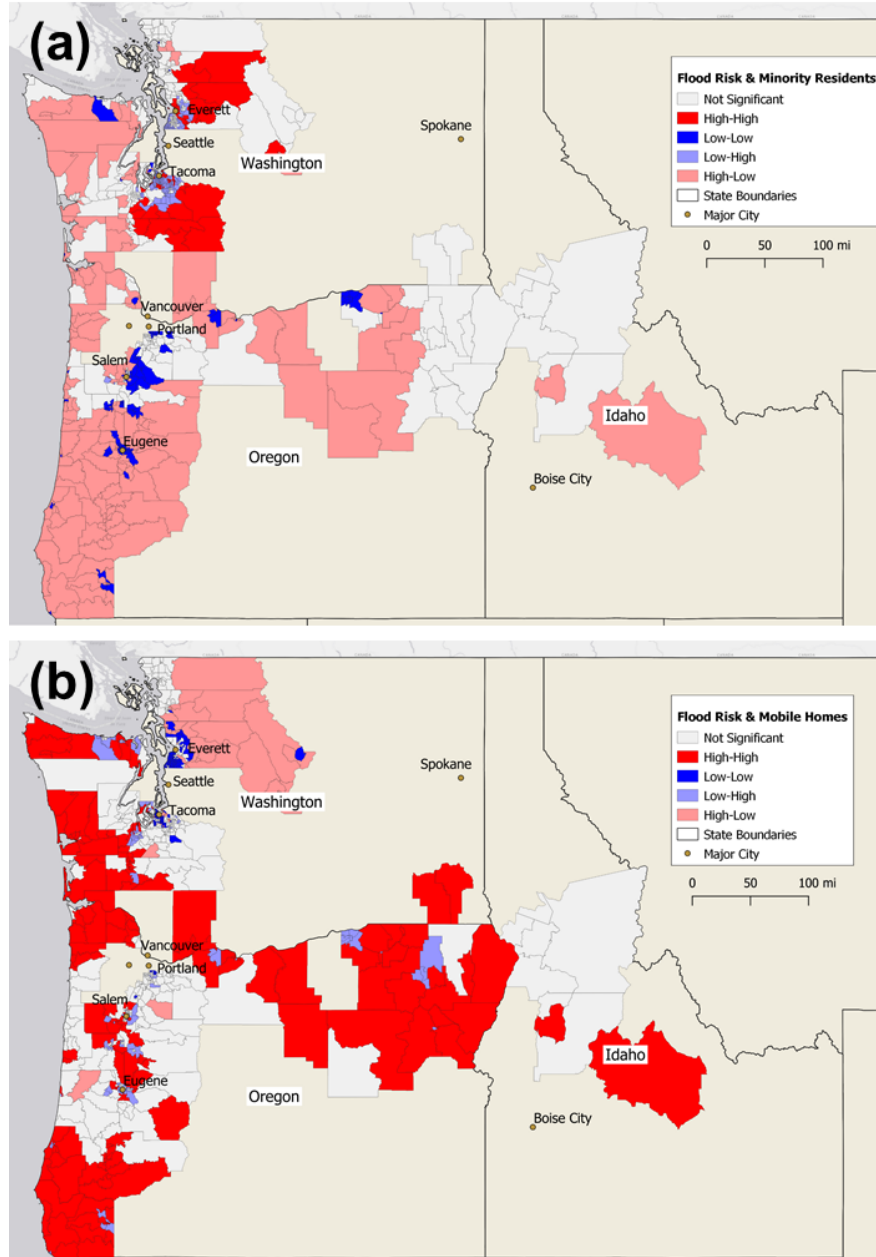 (a)
Everett
Seattle
Spokane
Washington
Tacoma
Vancouver
Portland
Salem
Eugene
Oregon
Idaho
Boise City
Flood Risk & Minority Residents
Not Significant
High-High
Low-Low
Low-High
High-Low
State Boundaries
Major City
0 50 100 mi
(b)
Everett
Seattle
Spokane
Washington
Tacoma
Vancouver
Portland
Salem
Eugene
Oregon
Idaho
Boise City
Flood Risk & Mobile Homes
Not Significant
High-High
Low-Low
Low-High
High-Low
State Boundaries
Major City
0 50 100 mi